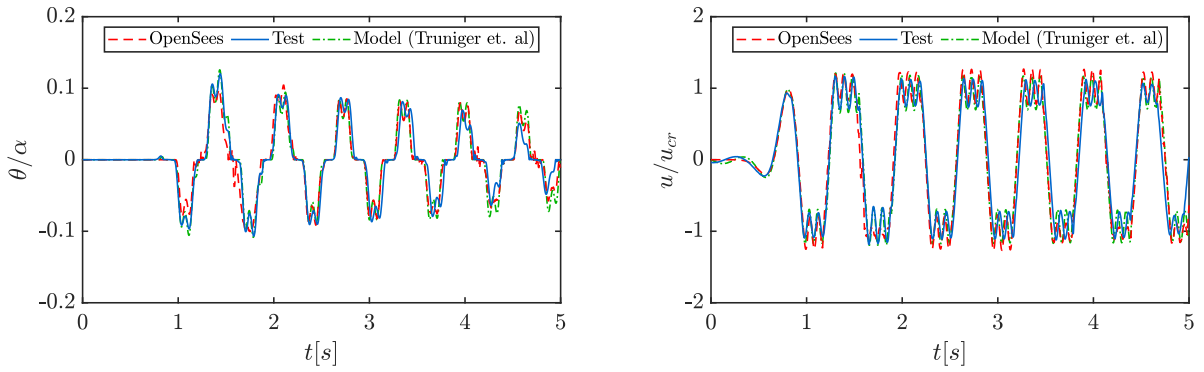 0.2
0.1
0
-0.1
-0.2
θ/α
OpenSees Test Model (Truniger et. al)
0 1 2 3 4 5
t[s]
2
1
0
-1
-2
u/u_cr
OpenSees Test Model (Truniger et. al)
0 1 2 3 4 5
t[s]